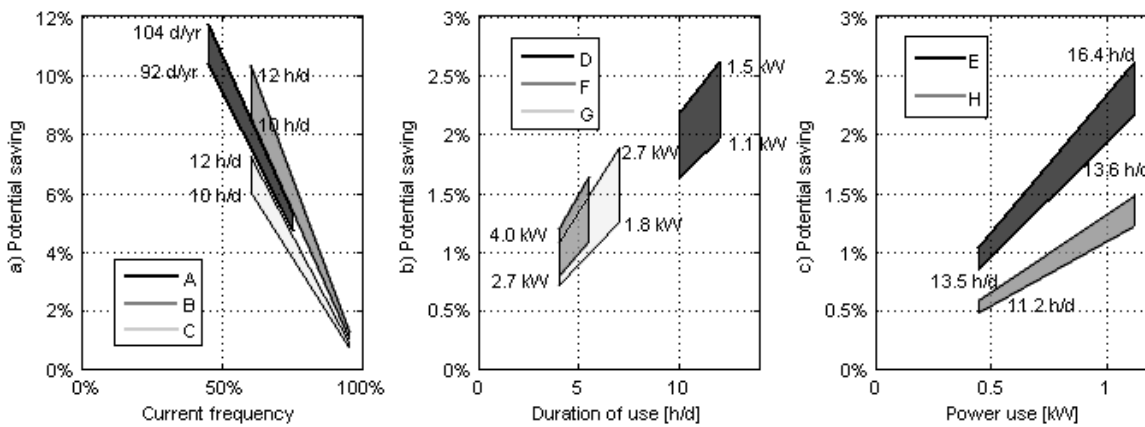 a) Potential saving
12%
10%
8%
6%
4%
2%
0%
104 d/yr
92 d/yr
12 h/d
10 h/d
12 h/d
10 h/d
A
B
C
0%
50%
100%
Current frequency
b) Potential saving
3%
2.5%
2%
1.5%
1%
0.5%
0%
D
F
G
1.5 kW
1.1 kW
2.7 kW
1.8 kW
4.0 kW
2.7 kW
0
5
10
Duration of use [h/d]
c) Potential saving
3%
2.5%
2%
1.5%
1%
0.5%
0%
E
H
16.4 h/d
13.6 h/d
13.5 h/d
11.2 h/d
0
0.5
1
Power use [kW]